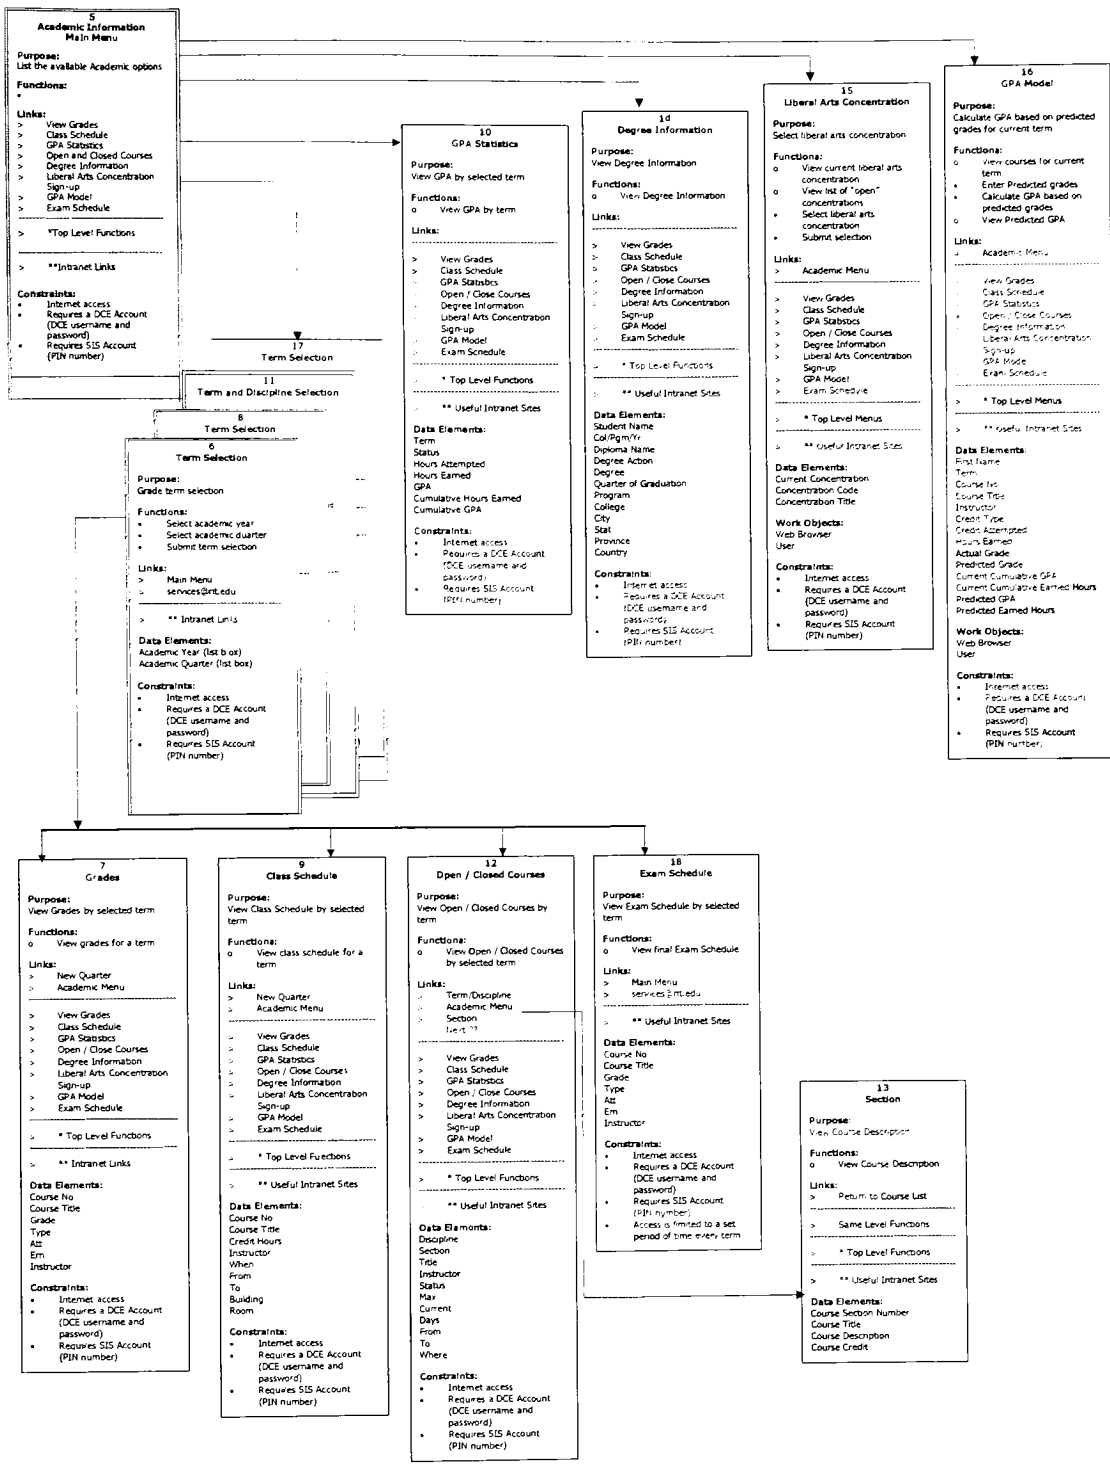 5
Academic Information
Main Menu
Purpose:
List the available Academic options
Functions:
•
Links:
> View Grades
> Class Schedule
> GPA Statistics
> Open and Closed Courses
> Degree Information
> Liberal Arts Concentration
Sign-up
> GPA Model
> Exam Schedule
> *Top Level Functions
> **Intranet Links
Constraints:
• Internet access
• Requires a DCE Account
(DCE username and
password)
• Requires SIS Account
(PIN number)
17
Term Selection
11
Term and Discipline Selection
8
Term Selection
6
Term Selection
Purpose:
Grade term selection
Functions:
• Select academic year
• Select academic quarter
• Submit term selection
Links:
> Main Menu
> services@rit.edu
> ** Intranet Links
Data Elements:
Academic Year (list box)
Academic Quarter (list box)
Constraints:
• Internet access
• Requires a DCE Account
(DCE username and
password)
• Requires SIS Account
(PIN number)
10
GPA Statistics
Purpose:
View GPA by selected term
Functions:
o View GPA by term
Links:
> View Grades
> Class Schedule
> GPA Statistics
Open / Close Courses
Degree Information
Liberal Arts Concentration
Sign-up
> GPA Model
> Exam Schedule
* Top Level Functions
** Useful Intranet Sites
Data Elements:
Term
Status
Hours Attempted
Hours Earned
GPA
Cumulative Hours Earned
Cumulative GPA
Constraints:
• Internet access
• Requires a DCE Account
(DCE username and
password)
• Requires SIS Account
(PIN number)
14
Degree Information
Purpose:
View Degree Information
Functions:
o View Degree Information
Links:
> View Grades
> Class Schedule
> GPA Statistics
> Open / Close Courses
> Degree Information
> Liberal Arts Concentration
Sign-up
> GPA Model
> Exam Schedule
* Top Level Functions
** Useful Intranet Sites
Data Elements:
Student Name
Col/Pgm/Yr
Diploma Name
Degree Action
Degree
Quarter of Graduation
Program
College
City
Stat
Province
Country
Constraints:
• Internet access
• Requires a DCE Account
(DCE username and
password)
• Requires SIS Account
(PIN number)
15
Liberal Arts Concentration
Purpose:
Select liberal arts concentration
Functions:
o View current liberal arts
concentration
o View list of "open"
concentrations
• Select liberal arts
concentration
• Submit selection
Links:
> Academic Menu
> View Grades
> Class Schedule
> GPA Statistics
> Open / Close Courses
> Degree Information
> Liberal Arts Concentration
Sign-up
> GPA Model
> Exam Schedule
> * Top Level Menus
** Useful Intranet Sites
Data Elements:
Current Concentration
Concentration Code
Concentration Title
Work Objects:
Web Browser
User
Constraints:
• Internet access
• Requires a DCE Account
(DCE username and
password)
• Requires SIS Account
(PIN number)
16
GPA Model
Purpose:
Calculate GPA based on predicted
grades for current term
Functions:
o View courses for current
term
• Enter Predicted grades
• Calculate GPA based on
predicted grades
o View Predicted GPA
Links:
Academic Menu
View Grades
Class Schedule
GPA Statistics
Open / Close Courses
Degree Information
Liberal Arts Concentration
Sign-up
GPA Model
Exam Schedule
* Top Level Menus
** Useful Intranet Sites
Data Elements:
First Name
Term
Course No
Course Title
Instructor
Credit Type
Credit Attempted
Hours Earned
Actual Grade
Predicted Grade
Current Cumulative GPA
Current Cumulative Earned Hours
Predicted GPA
Predicted Earned Hours
Work Objects:
Web Browser
User
Constraints:
• Internet access
• Requires a DCE Account
(DCE username and
password)
• Requires SIS Account
(PIN number)
7
Grades
Purpose:
View Grades by selected term
Functions:
o View grades for a term
Links:
> New Quarter
> Academic Menu
> View Grades
> Class Schedule
> GPA Statistics
> Open / Close Courses
> Degree Information
> Liberal Arts Concentration
Sign-up
> GPA Model
> Exam Schedule
> * Top Level Functions
> ** Intranet Links
Data Elements:
Course No
Course Title
Grade
Type
Att
Ern
Instructor
Constraints:
• Internet access
• Requires a DCE Account
(DCE username and
password)
• Requires SIS Account
(PIN number)
9
Class Schedule
Purpose:
View Class Schedule by selected
term
Functions:
o View class schedule for a
term
Links:
> New Quarter
> Academic Menu
> View Grades
> Class Schedule
> GPA Statistics
> Open / Close Courses
> Degree Information
> Liberal Arts Concentration
Sign-up
> GPA Model
> Exam Schedule
> * Top Level Functions
> ** Useful Intranet Sites
Data Elements:
Course No
Course Title
Credit Hours
Instructor
When
From
To
Building
Room
Constraints:
• Internet access
• Requires a DCE Account
(DCE username and
password)
• Requires SIS Account
(PIN number)
12
Open / Closed Courses
Purpose:
View Open / Closed Courses by
term
Functions:
o View Open / Closed Courses
by selected term
Links:
> Term/Discipline
> Academic Menu
> Section
Next
> View Grades
> Class Schedule
> GPA Statistics
> Open / Close Courses
> Degree Information
> Liberal Arts Concentration
Sign-up
> GPA Model
> Exam Schedule
> * Top Level Functions
** Useful Intranet Sites
Data Elements:
Discipline
Section
Title
Instructor
Status
Max
Current
Days
From
To
Where
Constraints:
• Internet access
• Requires a DCE Account
(DCE username and
password)
• Requires SIS Account
(PIN number)
18
Exam Schedule
Purpose:
View Exam Schedule by selected
term
Functions:
o View final Exam Schedule
Links:
> Main Menu
> services@rit.edu
> ** Useful Intranet Sites
Data Elements:
Course No
Course Title
Grade
Type
Att
Ern
Instructor
Constraints:
• Internet access
• Requires a DCE Account
(DCE username and
password)
• Requires SIS Account
(PIN number)
• Access is limited to a set
period of time every term
13
Section
Purpose:
View Course Description
Functions:
o View Course Description
Links:
> Return to Course List
> Same Level Functions
> * Top Level Functions
> ** Useful Intranet Sites
Data Elements:
Course Section Number
Course Title
Course Description
Course Credit